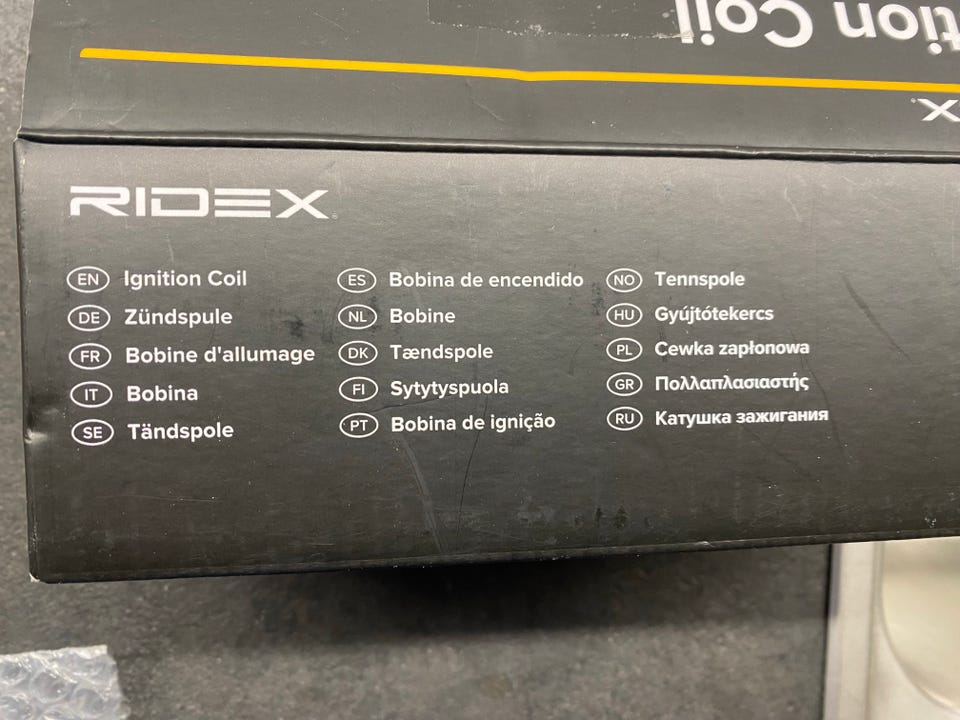 tion Coil
X
RIDEX
EN Ignition Coil
DE Zündspule
FR Bobine d'allumage
IT Bobina
SE Tändspole
ES Bobina de encendido
NL Bobine
DK Tændspole
FI Sytytyspuola
PT Bobina de ignição
NO Tennspole
HU Gyújtótekercs
PL Cewka zapłonowa
GR Πολλαπλασιαστής
RU Катушка зажигания